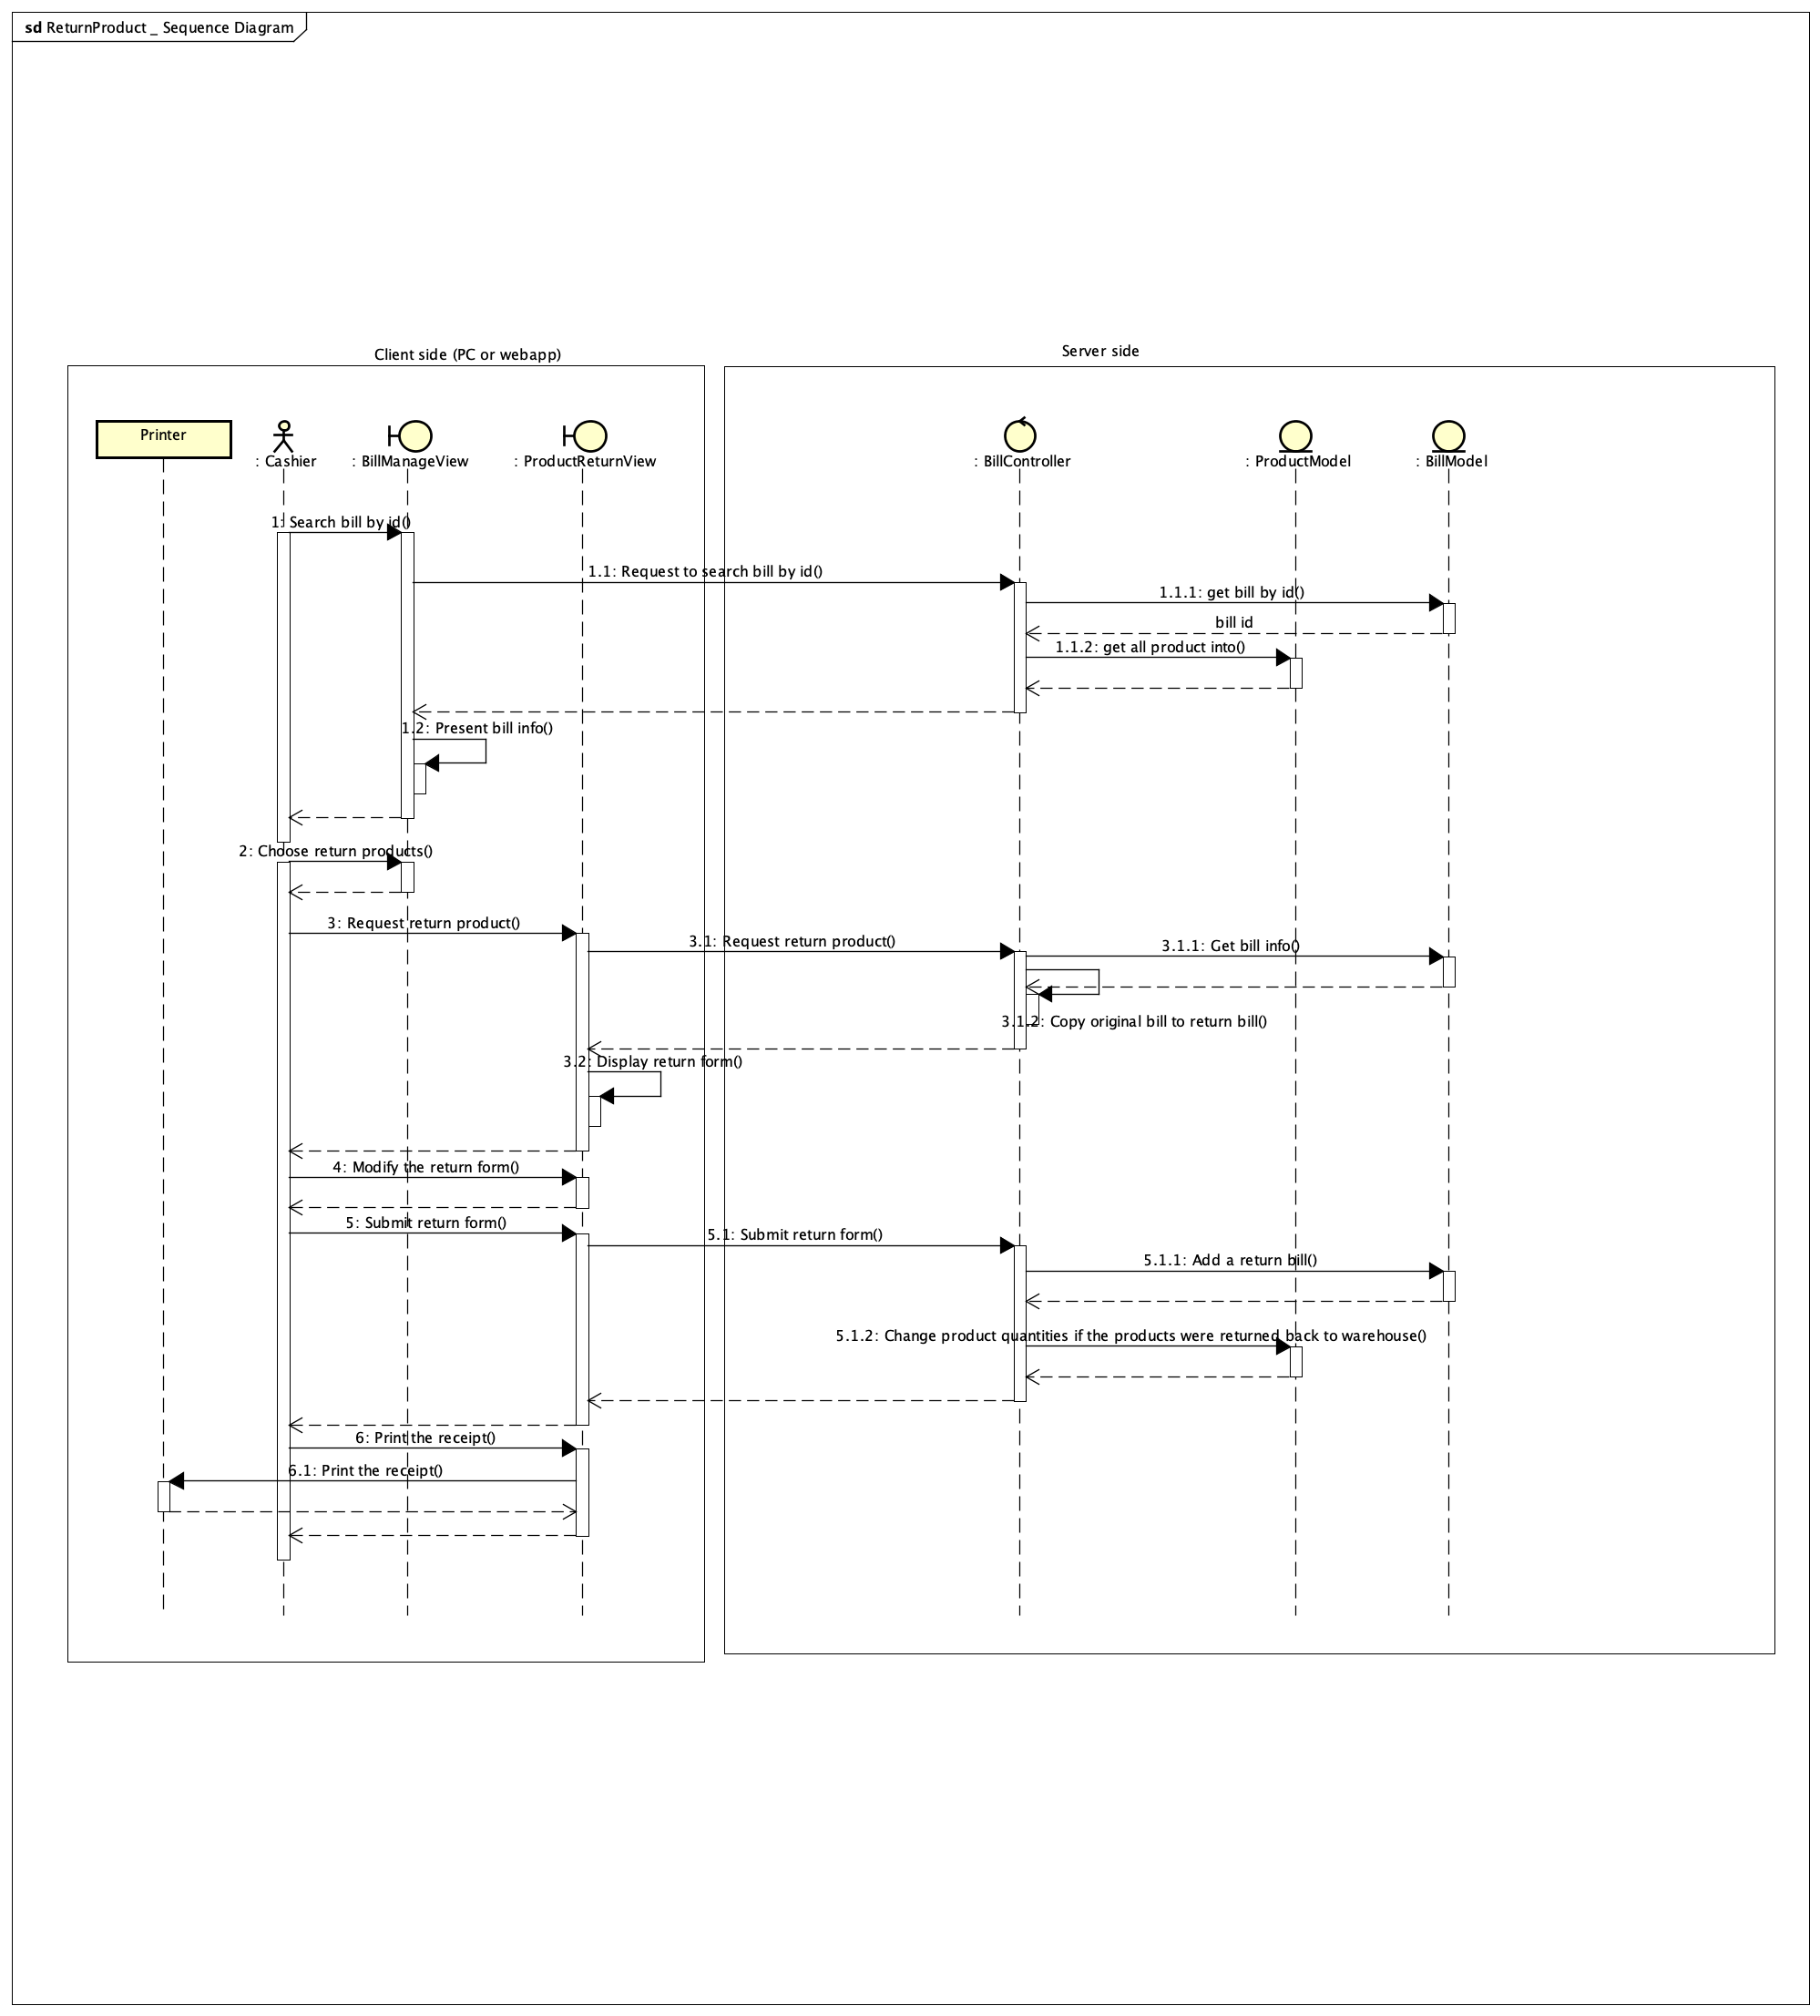 sd ReturnProduct _ Sequence Diagram
Client side (PC or webapp)
Server side
Printer
: Cashier
: BillManageView
: ProductReturnView
: BillController
: ProductModel
: BillModel
1: Search bill by id()
1.1: Request to search bill by id()
1.1.1: get bill by id()
bill id
1.1.2: get all product into()
1.2: Present bill info()
2: Choose return products()
3: Request return product()
3.1: Request return product()
3.1.1: Get bill info()
3.1.2: Copy original bill to return bill()
3.2: Display return form()
4: Modify the return form()
5: Submit return form()
5.1: Submit return form()
5.1.1: Add a return bill()
5.1.2: Change product quantities if the products were returned back to warehouse()
6: Print the receipt()
6.1: Print the receipt()